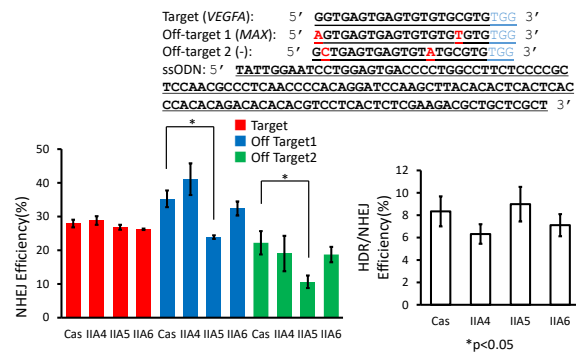 Target (VEGFA): 5′ GGTGAGTGAGTGTGTGCGTGTGG 3′
Off-target 1 (MAX): 5′ AGTGAGTGAGTGTGTGTGTGTGG 3′
Off-target 2 (-): 5′ GCTGAGTGAGTGTATGCGTGTGG 3′
ssODN: 5′ TATTGGAATCCTGGAGTGACCCCTGGCCTTCTCCCCGC
TCCAACGCCCTCAACCCCACAGGATCCAAGCTTACACACTCACTCAC
CCACACAGACACACACGTCCTCACTCTCGAAGACGCTGCTCGCT 3′
Target
Off Target1
Off Target2
*
*
NHEJ Efficiency(%)
50
40
30
20
10
0
Cas IIA4 IIA5 IIA6 Cas IIA4 IIA5 IIA6 Cas IIA4 IIA5 IIA6
HDR/NHEJ
Efficiency(%)
12
10
8
6
4
2
0
Cas IIA4 IIA5 IIA6
*p<0.05